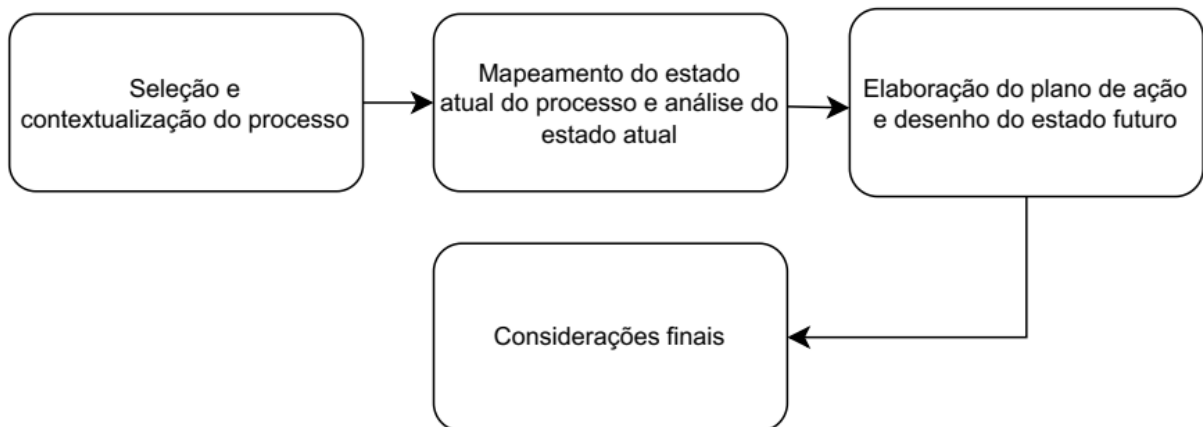 Seleção e
contextualização do processo
Mapeamento do estado
atual do processo e análise do
estado atual
Elaboração do plano de ação
e desenho do estado futuro
Considerações finais